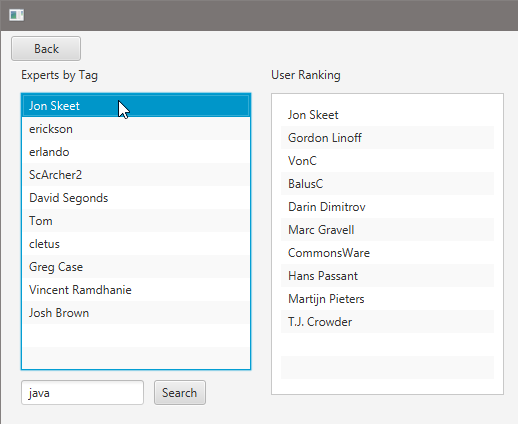 Back
Experts by Tag
Jon Skeet
erickson
erlando
ScArcher2
David Segonds
Tom
cletus
Greg Case
Vincent Ramdhanie
Josh Brown
java
Search
User Ranking
Jon Skeet
Gordon Linoff
VonC
BalusC
Darin Dimitrov
Marc Gravell
CommonsWare
Hans Passant
Martijn Pieters
T.J. Crowder